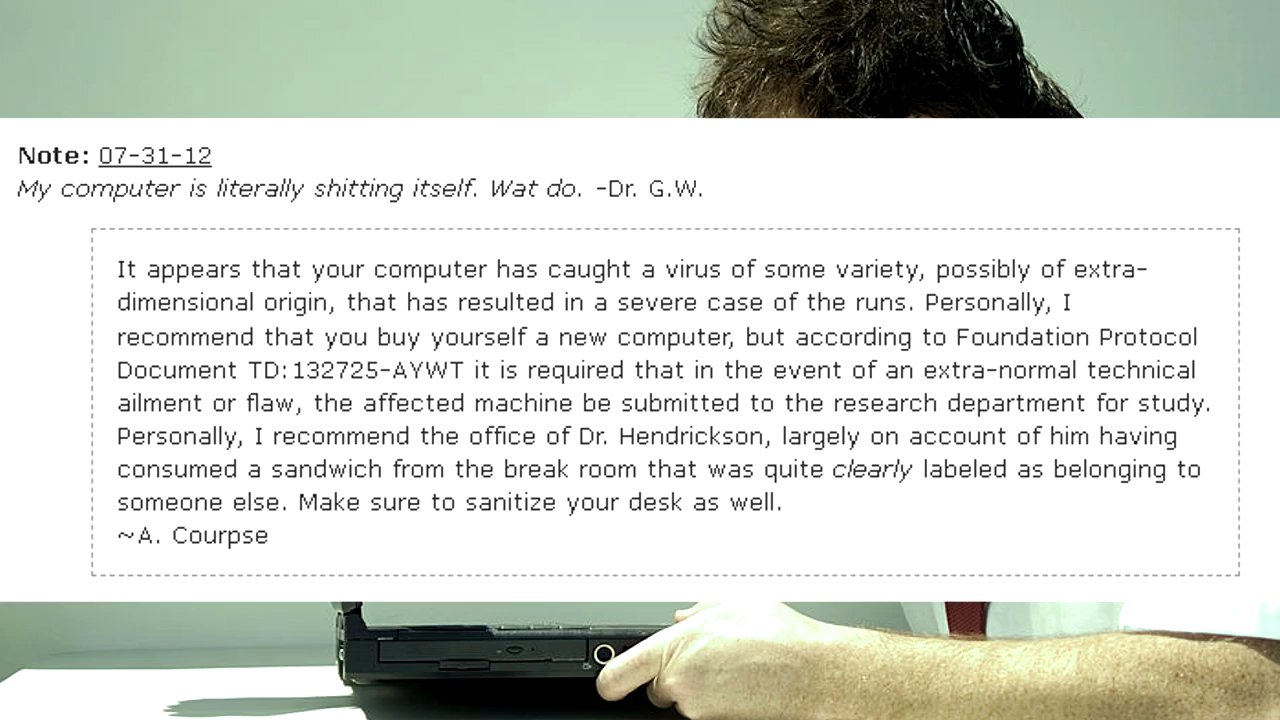 Note: 07-31-12
My computer is literally shitting itself. Wat do. -Dr. G.W.
It appears that your computer has caught a virus of some variety, possibly of extra-
dimensional origin, that has resulted in a severe case of the runs. Personally, I
recommend that you buy yourself a new computer, but according to Foundation Protocol
Document TD:132725-AYWT it is required that in the event of an extra-normal technical
ailment or flaw, the affected machine be submitted to the research department for study.
Personally, I recommend the office of Dr. Hendrickson, largely on account of him having
consumed a sandwich from the break room that was quite clearly labeled as belonging to
someone else. Make sure to sanitize your desk as well.
~A. Courpse